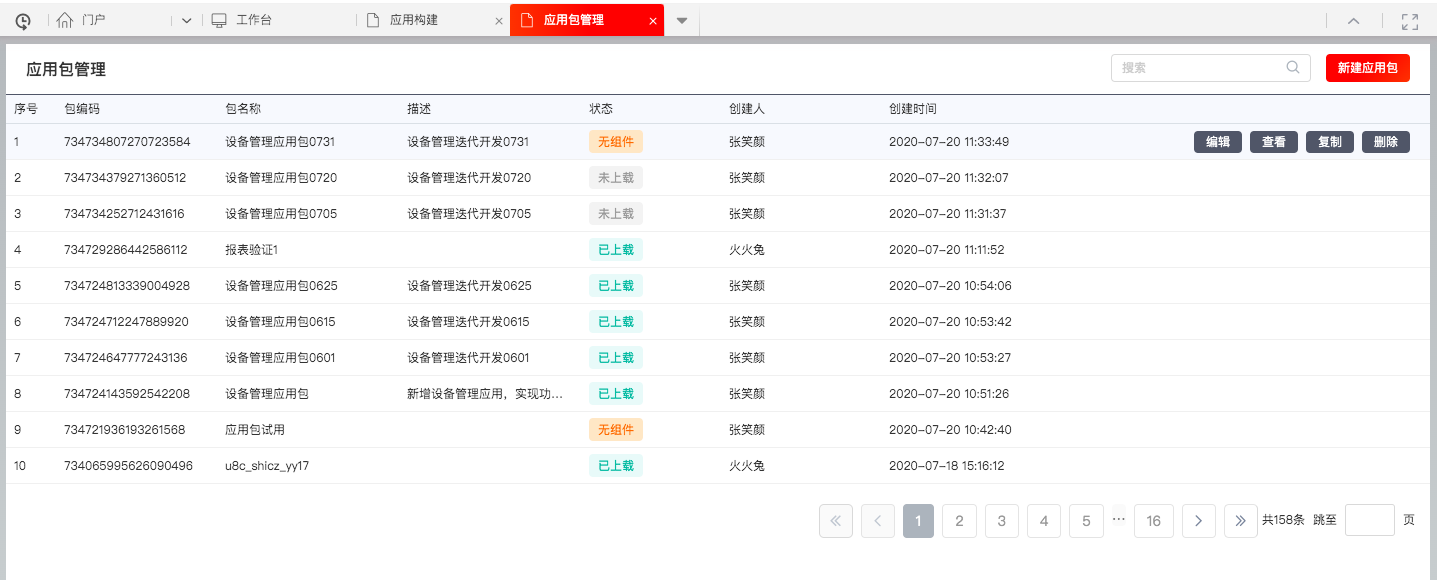 门户 工作台 应用构建 应用包管理
应用包管理 搜索 新建应用包
序号 包编码 包名称 描述 状态 创建人 创建时间
1 734734807270723584 设备管理应用包0731 设备管理迭代开发0731 无组件 张笑颜 2020-07-20 11:33:49 编辑 查看 复制 删除
2 734734379271360512 设备管理应用包0720 设备管理迭代开发0720 未上载 张笑颜 2020-07-20 11:32:07
3 734734252712431616 设备管理应用包0705 设备管理迭代开发0705 未上载 张笑颜 2020-07-20 11:31:37
4 734729286442586112 报表验证1 已上载 火火兔 2020-07-20 11:11:52
5 734724813339004928 设备管理应用包0625 设备管理迭代开发0625 已上载 张笑颜 2020-07-20 10:54:06
6 734724712247889920 设备管理应用包0615 设备管理迭代开发0615 已上载 张笑颜 2020-07-20 10:53:42
7 734724647777243136 设备管理应用包0601 设备管理迭代开发0601 已上载 张笑颜 2020-07-20 10:53:27
8 734724143592542208 设备管理应用包 新增设备管理应用，实现功... 已上载 张笑颜 2020-07-20 10:51:26
9 734721936193261568 应用包试用 无组件 张笑颜 2020-07-20 10:42:40
10 734065995626090496 u8c_shicz_yy17 已上载 火火兔 2020-07-18 15:16:12
1 2 3 4 5 ... 16 共158条 跳至 页